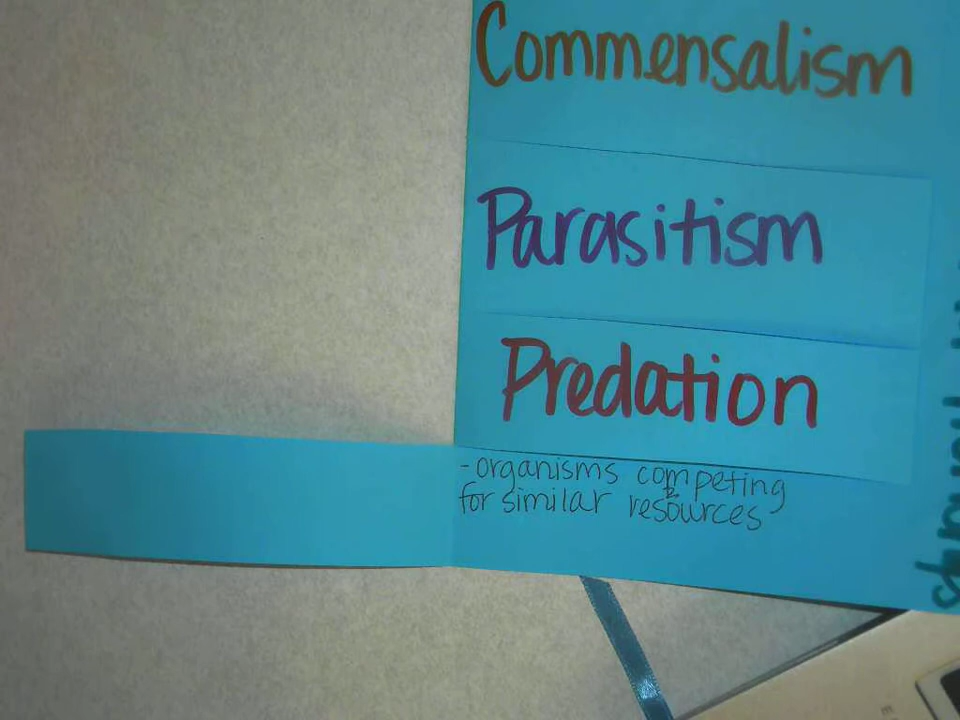 Commensalism
Parasitism
Predation
- organisms competing
for similar resources